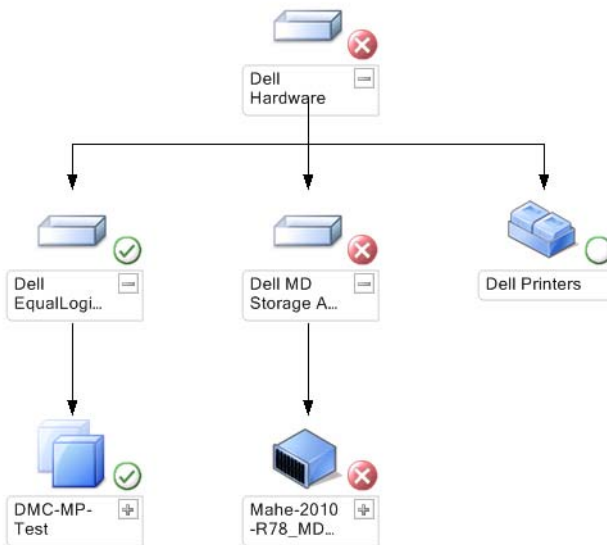 Dell
Hardware
Dell
EqualLogi...
Dell MD
Storage A...
Dell Printers
DMC-MP-
Test
Mahe-2010
-R78_MD...